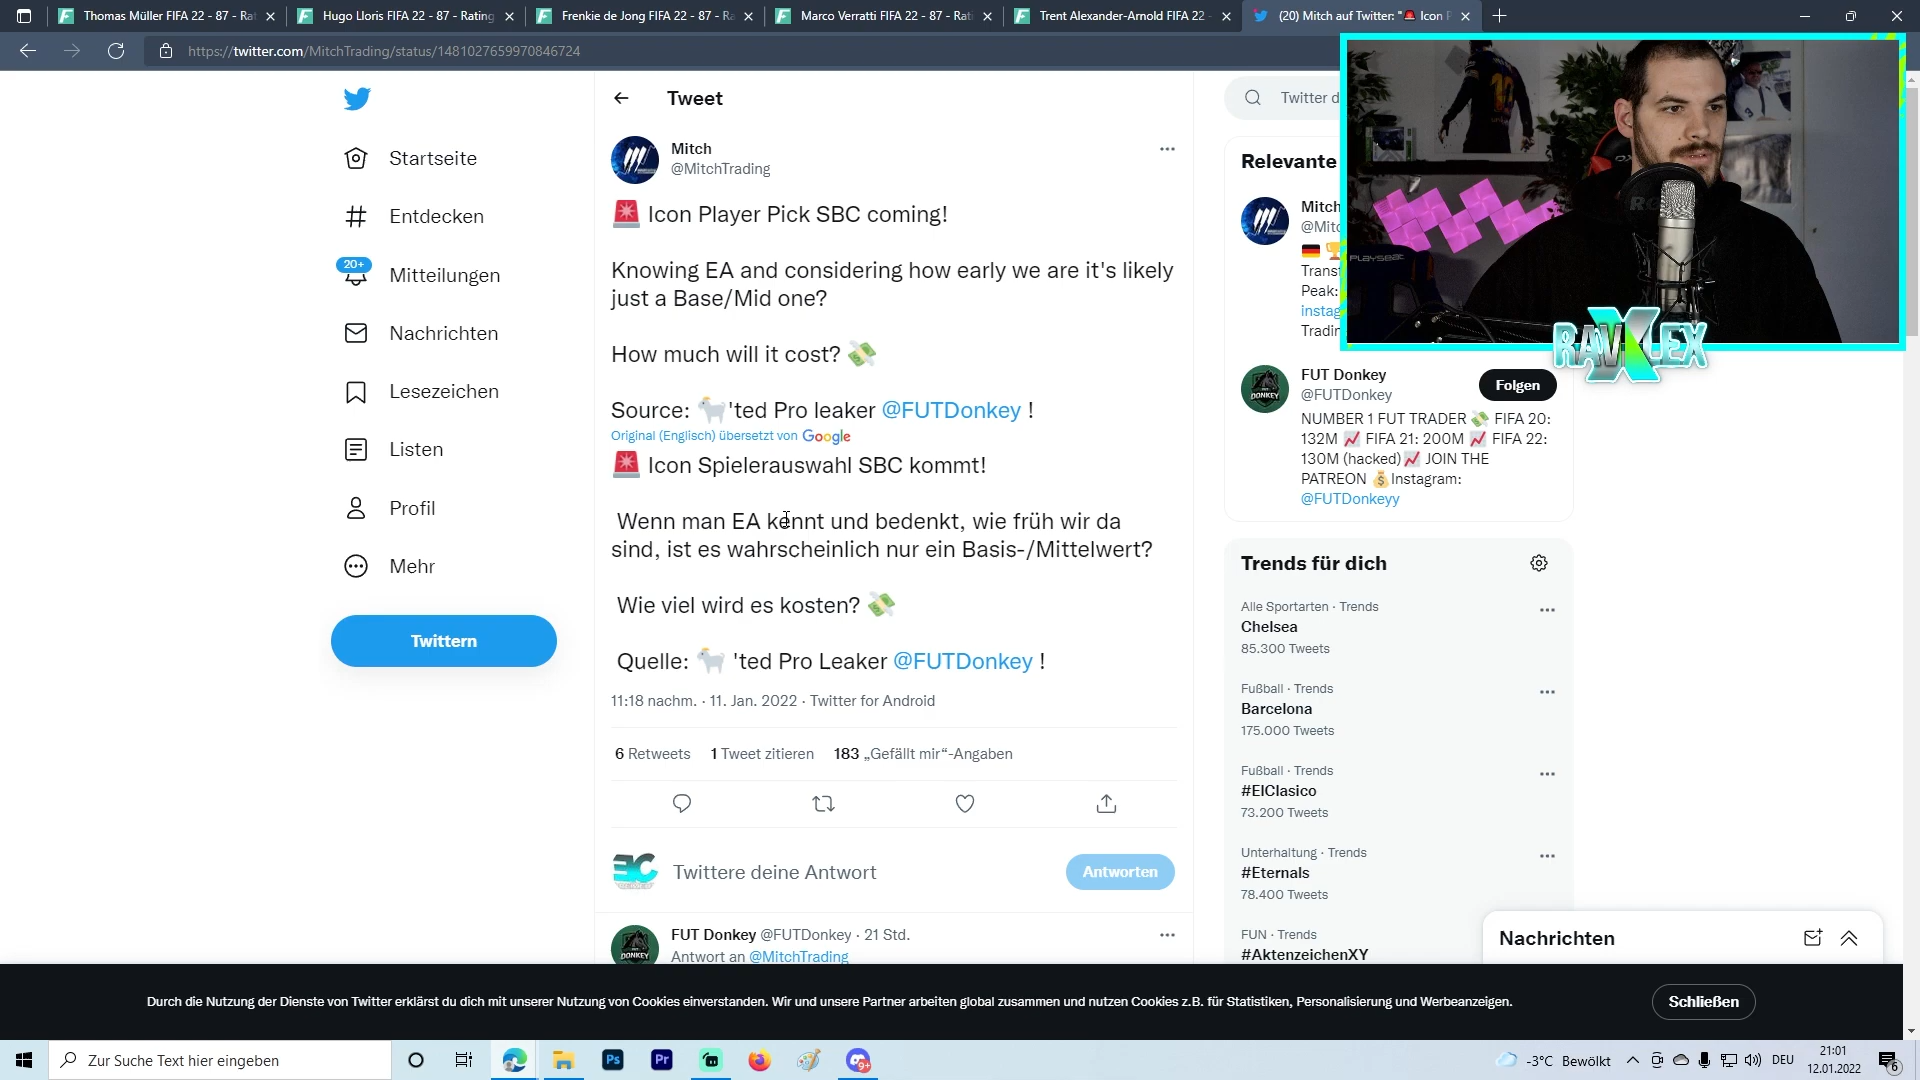 Thomas Müller FIFA 22 - 87 - Rat
Hugo Lloris FIFA 22 - 87 - Rating
Frenkie de Jong FIFA 22 - 87 - Ra
Marco Verratti FIFA 22 - 87 - Rati
Trent Alexander-Arnold FIFA 22 -
(20) Mitch auf Twitter: "🚨 Icon P
https://twitter.com/MitchTrading/status/1481027659970846724
Startseite
Entdecken
20+
Mitteilungen
Nachrichten
Lesezeichen
Listen
Profil
Mehr
Twittern
Tweet
Mitch
@MitchTrading
🚨 Icon Player Pick SBC coming!
Knowing EA and considering how early we are it's likely
just a Base/Mid one?
How much will it cost? 💸
Source: 🐐'ted Pro leaker @FUTDonkey !
Original (Englisch) übersetzt von Google
🚨 Icon Spielerauswahl SBC kommt!
Wenn man EA kennt und bedenkt, wie früh wir da
sind, ist es wahrscheinlich nur ein Basis-/Mittelwert?
Wie viel wird es kosten? 💸
Quelle: 🐐 'ted Pro Leaker @FUTDonkey !
11:18 nachm. · 11. Jan. 2022 · Twitter for Android
6 Retweets 1 Tweet zitieren 183 „Gefällt mir“-Angaben
Twittere deine Antwort
Antworten
FUT Donkey @FUTDonkey · 21 Std.
Antwort an @MitchTrading
DONKEY
Twitter d
Relevante
Mitch
@Mitc
Transf
Peak:
instag
Tradin
PLAYSEAT
RAVLEX
FUT Donkey
@FUTDonkey
Folgen
DONKEY
NUMBER 1 FUT TRADER 💸 FIFA 20:
132M 📈 FIFA 21: 200M 📈 FIFA 22:
130M (hacked)📈 JOIN THE
PATREON 💰Instagram:
@FUTDonkeyy
Trends für dich
Alle Sportarten · Trends
Chelsea
85.300 Tweets
Fußball · Trends
Barcelona
175.000 Tweets
Fußball · Trends
#ElClasico
73.200 Tweets
Unterhaltung · Trends
#Eternals
78.400 Tweets
FUN · Trends
#AktenzeichenXY
Nachrichten
Durch die Nutzung der Dienste von Twitter erklärst du dich mit unserer Nutzung von Cookies einverstanden. Wir und unsere Partner arbeiten global zusammen und nutzen Cookies z.B. für Statistiken, Personalisierung und Werbeanzeigen.
Schließen
Zur Suche Text hier eingeben
Ps
Pr
9+
-3°C Bewölkt
DEU
21:01
12.01.2022
6